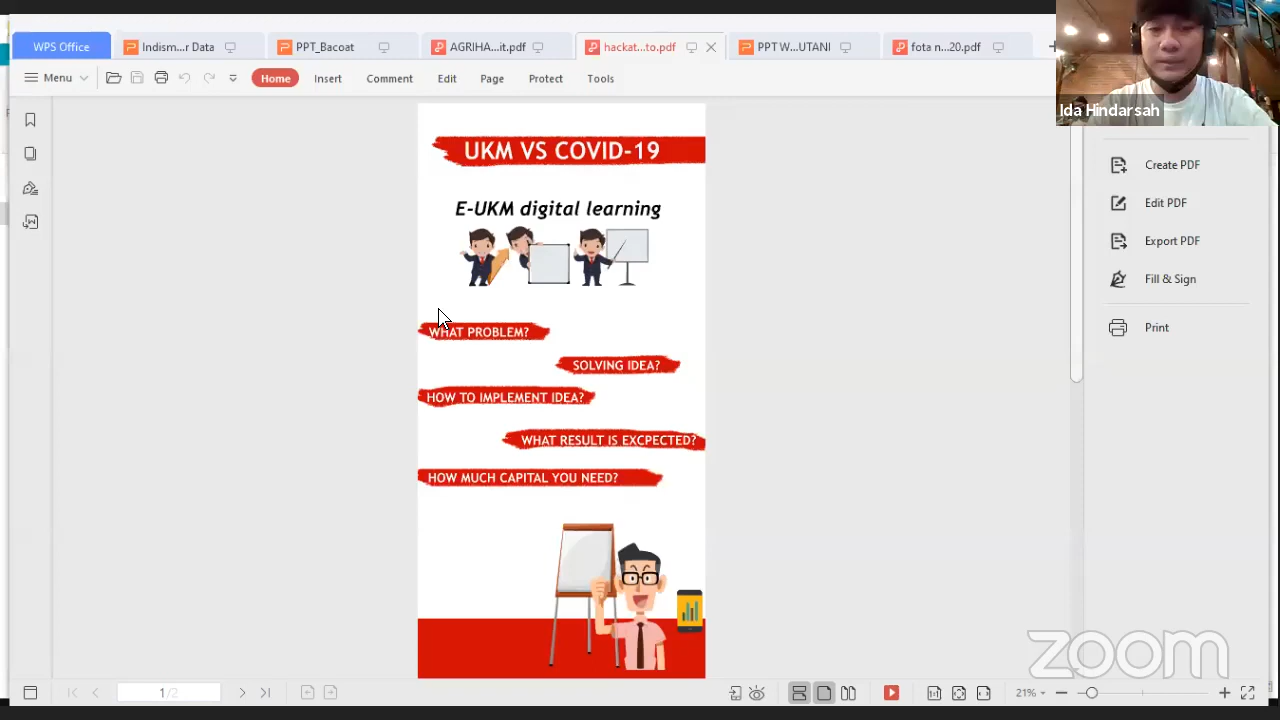 WPS Office
Indism...r Data
PPT_Bacoat
AGRIHA...it.pdf
hackat...to.pdf
PPT W...UTANI
fota n...20.pdf
Menu
Home
Insert
Comment
Edit
Page
Protect
Tools
Ida Hindarsah
UKM VS COVID-19
E-UKM digital learning
WHAT PROBLEM?
SOLVING IDEA?
HOW TO IMPLEMENT IDEA?
WHAT RESULT IS EXCPECTED?
HOW MUCH CAPITAL YOU NEED?
Create PDF
Edit PDF
Export PDF
Fill & Sign
Print
zoom
1/2
21%